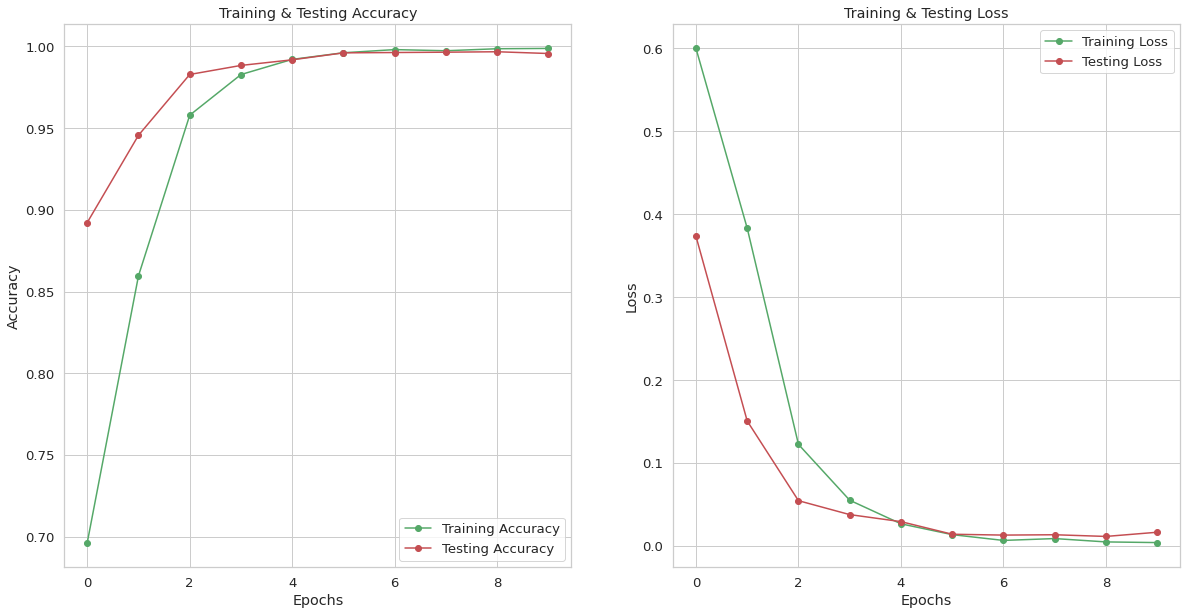 Training & Testing Accuracy
1.00
0.95
0.90
0.85
0.80
0.75
0.70
Accuracy
0
2
4
6
8
Epochs
Training Accuracy
Testing Accuracy
Training & Testing Loss
0.6
0.5
0.4
0.3
0.2
0.1
0.0
Loss
0
2
4
6
8
Epochs
Training Loss
Testing Loss